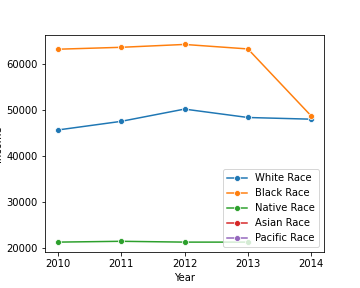 60000
50000
40000
30000
20000
White Race
Black Race
Native Race
Asian Race
Pacific Race
2010 2011 2012 2013 2014
Year